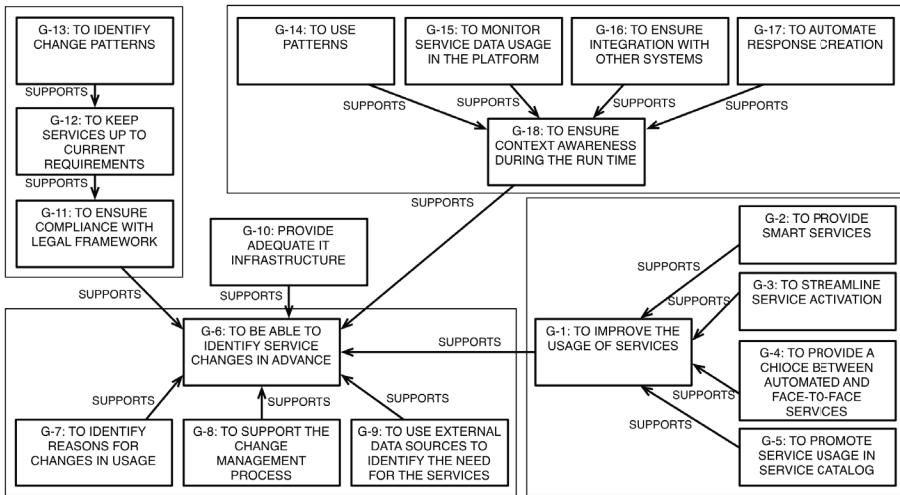 G-13: TO IDENTIFY
CHANGE PATTERNS
SUPPORTS
G-12: TO KEEP
SERVICES UP TO
CURRENT
REQUIREMENTS
SUPPORTS
G-11: TO ENSURE
COMPLIANCE WITH
LEGAL FRAMEWORK
SUPPORTS
G-14: TO USE
PATTERNS
G-15: TO MONITOR
SERVICE DATA USAGE
IN THE PLATFORM
G-16: TO ENSURE
INTEGRATION WITH
OTHER SYSTEMS
G-17: TO AUTOMATE
RESPONSE CREATION
SUPPORTS
SUPPORTS
SUPPORTS
SUPPORTS
G-18: TO ENSURE
CONTEXT AWARENESS
DURING THE RUN TIME
SUPPORTS
G-10: PROVIDE
ADEQUATE IT
INFRASTRUCTURE
SUPPORTS
G-6: TO BE ABLE TO
IDENTIFY SERVICE
CHANGES IN ADVANCE
SUPPORTS
SUPPORTS
SUPPORTS
G-7: TO IDENTIFY
REASONS FOR
CHANGES IN USAGE
G-8: TO SUPPORT THE
CHANGE
MANAGEMENT
PROCESS
G-9: TO USE EXTERNAL
DATA SOURCES TO
IDENTIFY THE NEED
FOR THE SERVICES
SUPPORTS
G-1: TO IMPROVE THE
USAGE OF SERVICES
SUPPORTS
SUPPORTS
SUPPORTS
SUPPORTS
G-2: TO PROVIDE
SMART SERVICES
G-3: TO STREAMLINE
SERVICE ACTIVATION
G-4: TO PROVIDE A
CHIOCE BETWEEN
AUTOMATED AND
FACE-TO-FACE
SERVICES
G-5: TO PROMOTE
SERVICE USAGE IN
SERVICE CATALOG